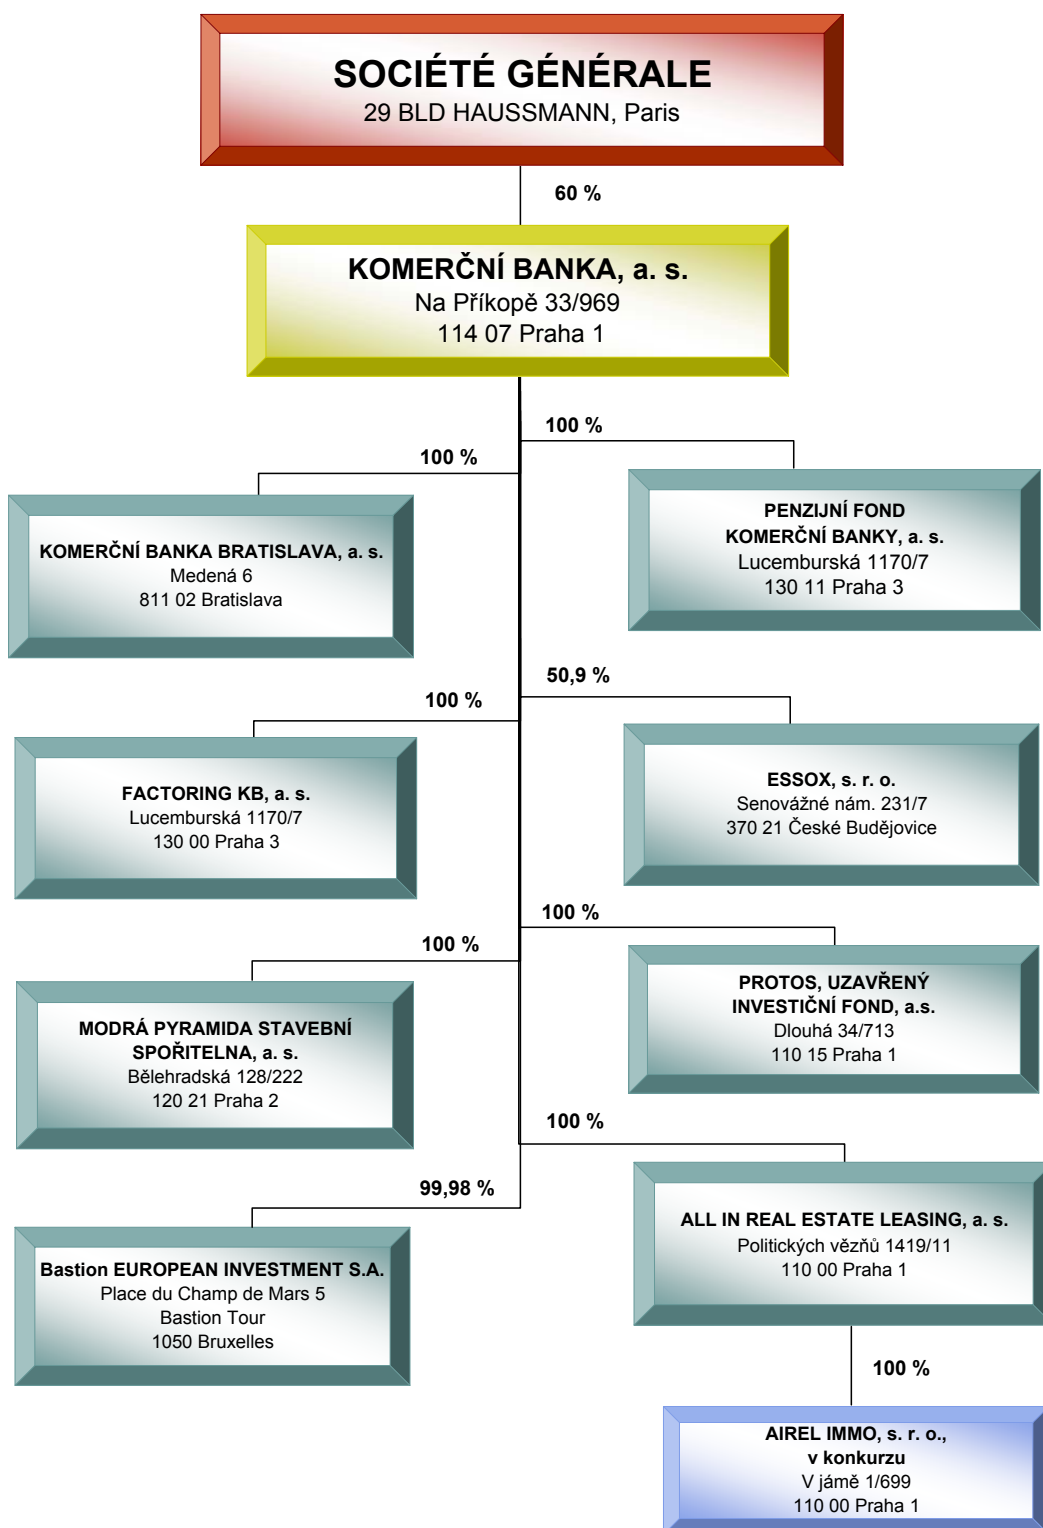 SOCIÉTÉ GÉNÉRALE
29 BLD HAUSSMANN, Paris
60 %
KOMERČNÍ BANKA, a. s.
Na Příkopě 33/969
114 07 Praha 1
100 %
100 %
KOMERČNÍ BANKA BRATISLAVA, a. s.
Medená 6
811 02 Bratislava
PENZIJNÍ FOND
KOMERČNÍ BANKY, a. s.
Lucemburská 1170/7
130 11 Praha 3
100 %
50,9 %
FACTORING KB, a. s.
Lucemburská 1170/7
130 00 Praha 3
ESSOX, s. r. o.
Senovážné nám. 231/7
370 21 České Budějovice
100 %
100 %
MODRÁ PYRAMIDA STAVEBNÍ
SPOŘITELNA, a. s.
Bělehradská 128/222
120 21 Praha 2
PROTOS, UZAVŘENÝ
INVESTIČNÍ FOND, a.s.
Dlouhá 34/713
110 15 Praha 1
99,98 %
100 %
Bastion EUROPEAN INVESTMENT S.A.
Place du Champ de Mars 5
Bastion Tour
1050 Bruxelles
ALL IN REAL ESTATE LEASING, a. s.
Politických vězňů 1419/11
110 00 Praha 1
100 %
AIREL IMMO, s. r. o.,
v konkurzu
V jámě 1/699
110 00 Praha 1